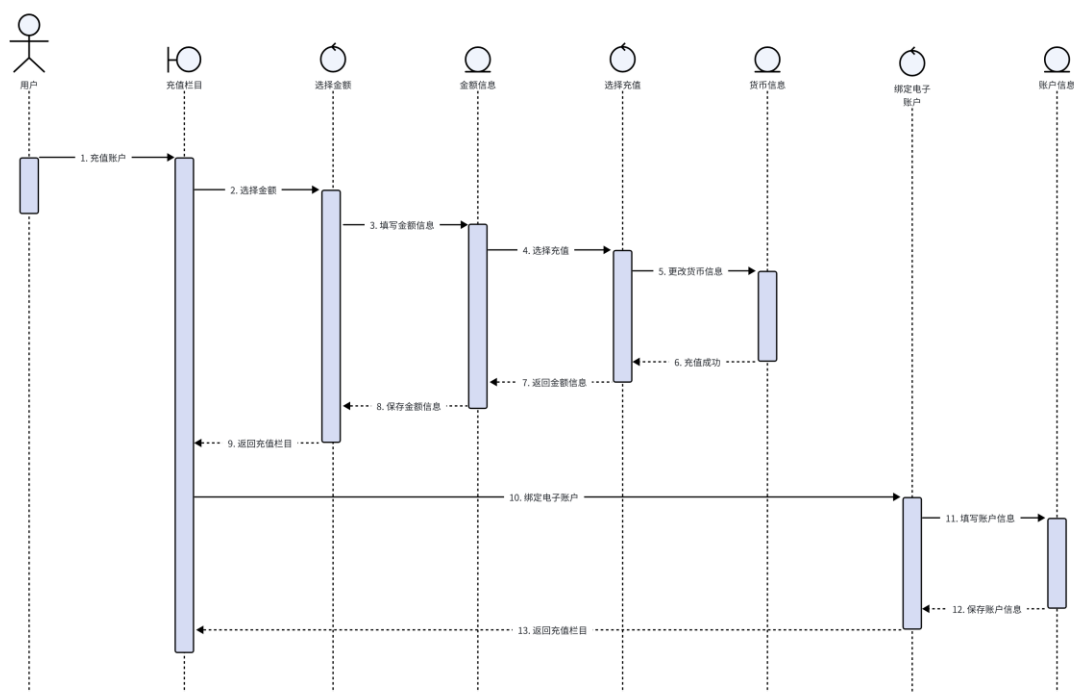 用户
充值栏目
选择金额
金额信息
选择充值
货币信息
绑定电子
账户
账户信息
1. 充值账户
2. 选择金额
3. 填写金额信息
4. 选择充值
5. 更改货币信息
6. 充值成功
7. 返回金额信息
8. 保存金额信息
9. 返回充值栏目
10. 绑定电子账户
11. 填写账户信息
12. 保存账户信息
13. 返回充值栏目